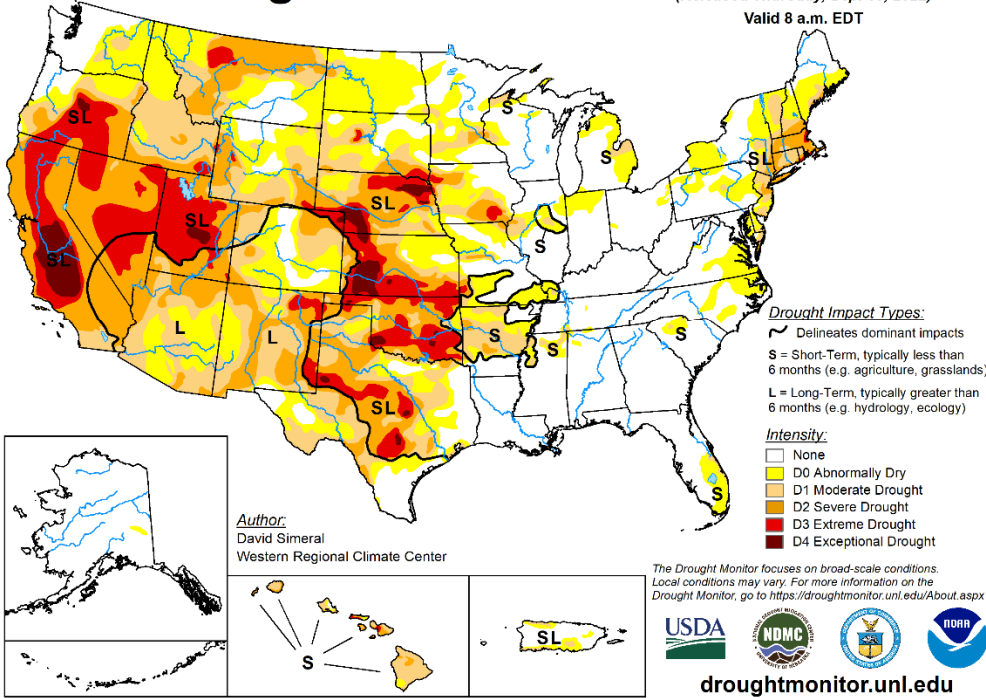 Valid 8 a.m. EDT
S
SL
S
SL
SL
SL
SL
S
L
L
S
S
S
SL
S
Drought Impact Types:
Delineates dominant impacts
S = Short-Term, typically less than
6 months (e.g. agriculture, grasslands)
L = Long-Term, typically greater than
6 months (e.g. hydrology, ecology)
Intensity:
None
D0 Abnormally Dry
D1 Moderate Drought
D2 Severe Drought
D3 Extreme Drought
D4 Exceptional Drought
Author:
David Simeral
Western Regional Climate Center
S
SL
The Drought Monitor focuses on broad-scale conditions.
Local conditions may vary. For more information on the
Drought Monitor, go to https://droughtmonitor.unl.edu/About.aspx
USDA
NDMC
NOAA
droughtmonitor.unl.edu